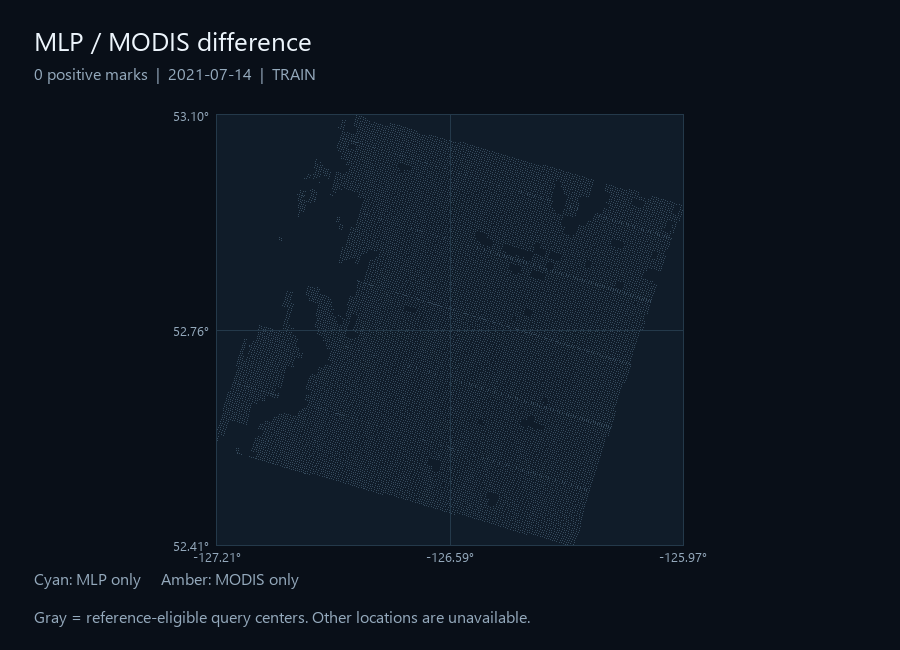 MLP / MODIS difference
0 positive marks | 2021-07-14 | TRAIN
53.10°
52.76°
52.41°
-127.21° -126.59° -125.97°
Cyan: MLP only Amber: MODIS only
Gray = reference-eligible query centers. Other locations are unavailable.